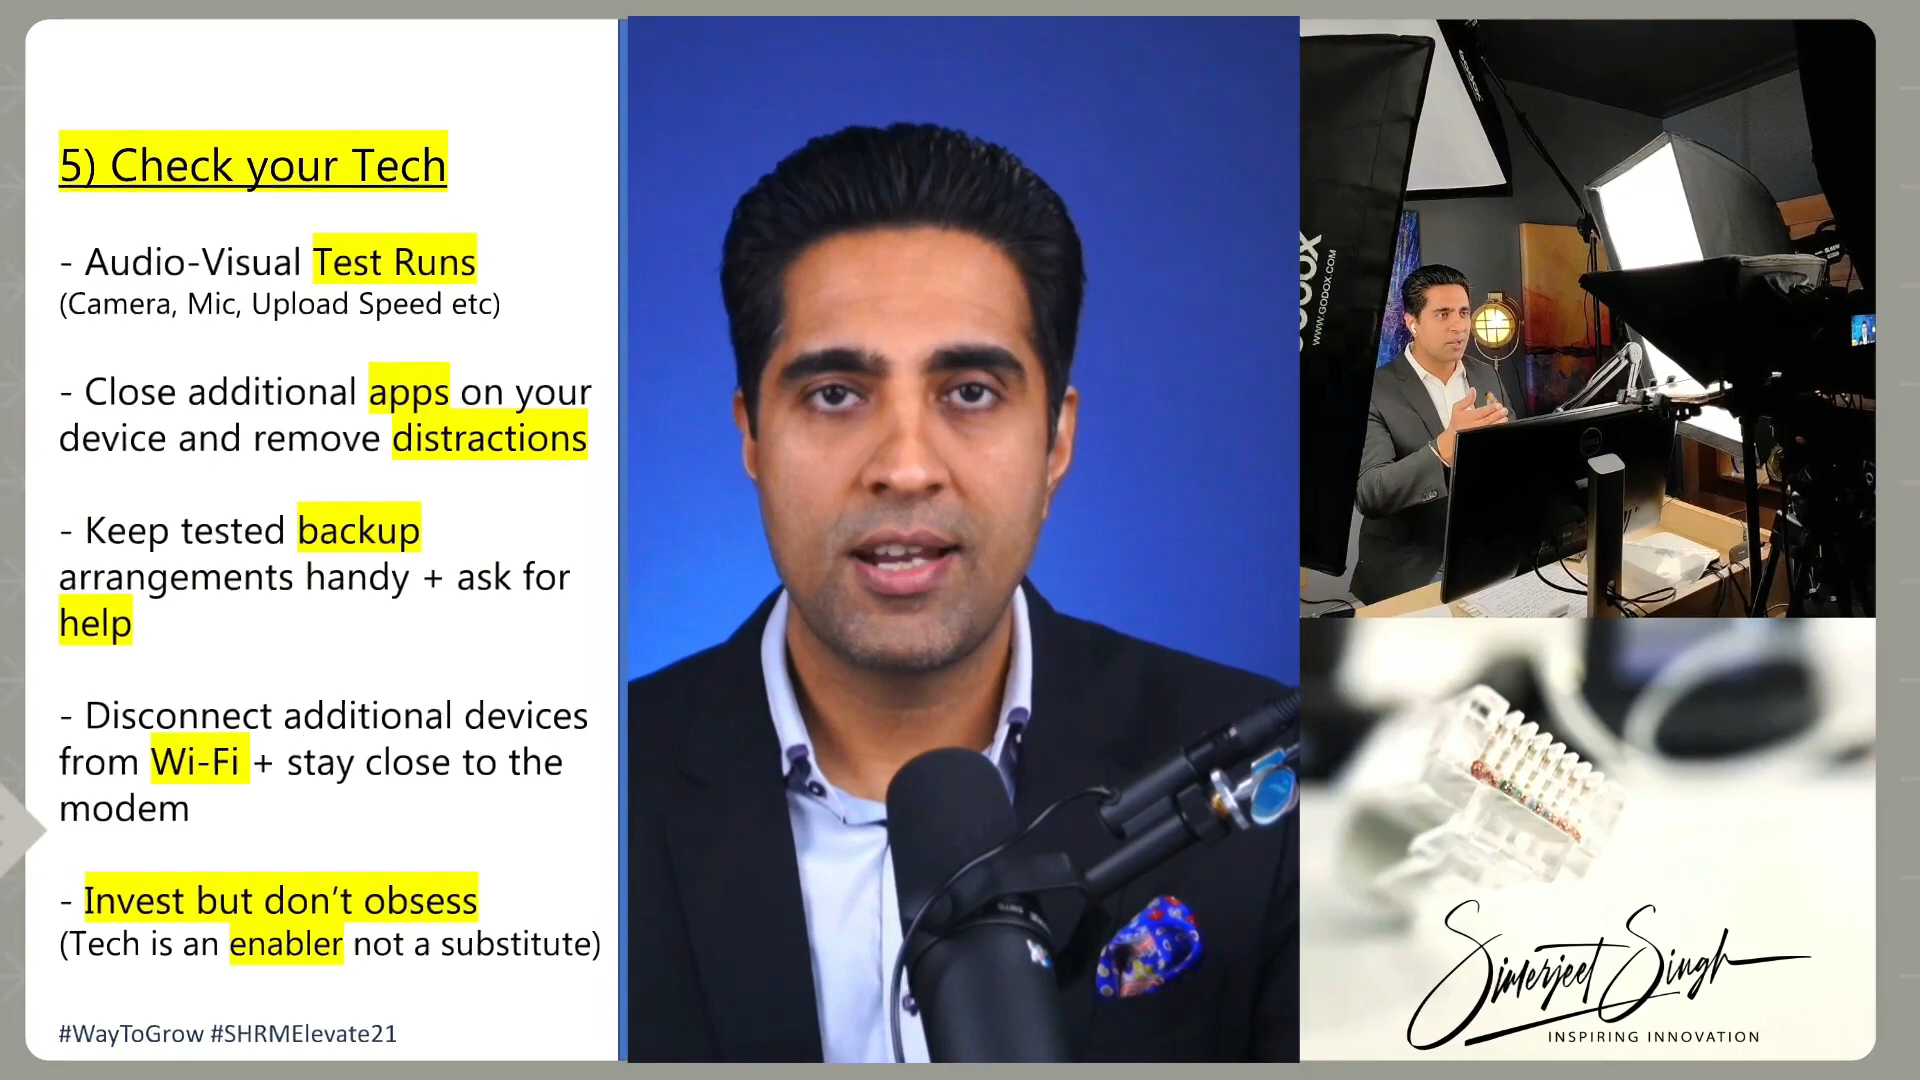 5) Check your Tech
- Audio-Visual Test Runs
(Camera, Mic, Upload Speed etc)
- Close additional apps on your
device and remove distractions
- Keep tested backup
arrangements handy + ask for
help
- Disconnect additional devices
from Wi-Fi + stay close to the
modem
- Invest but don’t obsess
(Tech is an enabler not a substitute)
#WayToGrow #SHRMElevate21
GODOX
WWW.GODOX.COM
DELL
Simerjeet Singh
INSPIRING INNOVATION